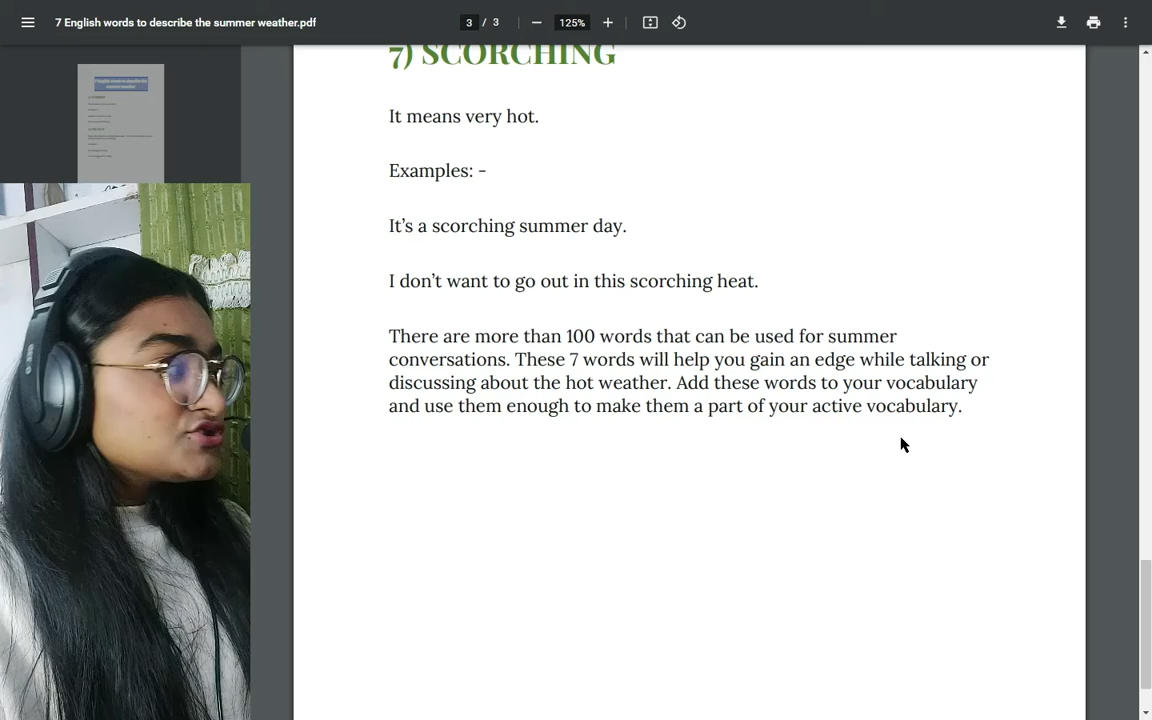 7 English words to describe the summer weather.pdf
3 / 3
125%
7) SCORCHING
It means very hot.
Examples: -
It's a scorching summer day.
I don't want to go out in this scorching heat.
There are more than 100 words that can be used for summer
conversations. These 7 words will help you gain an edge while talking or
discussing about the hot weather. Add these words to your vocabulary
and use them enough to make them a part of your active vocabulary.